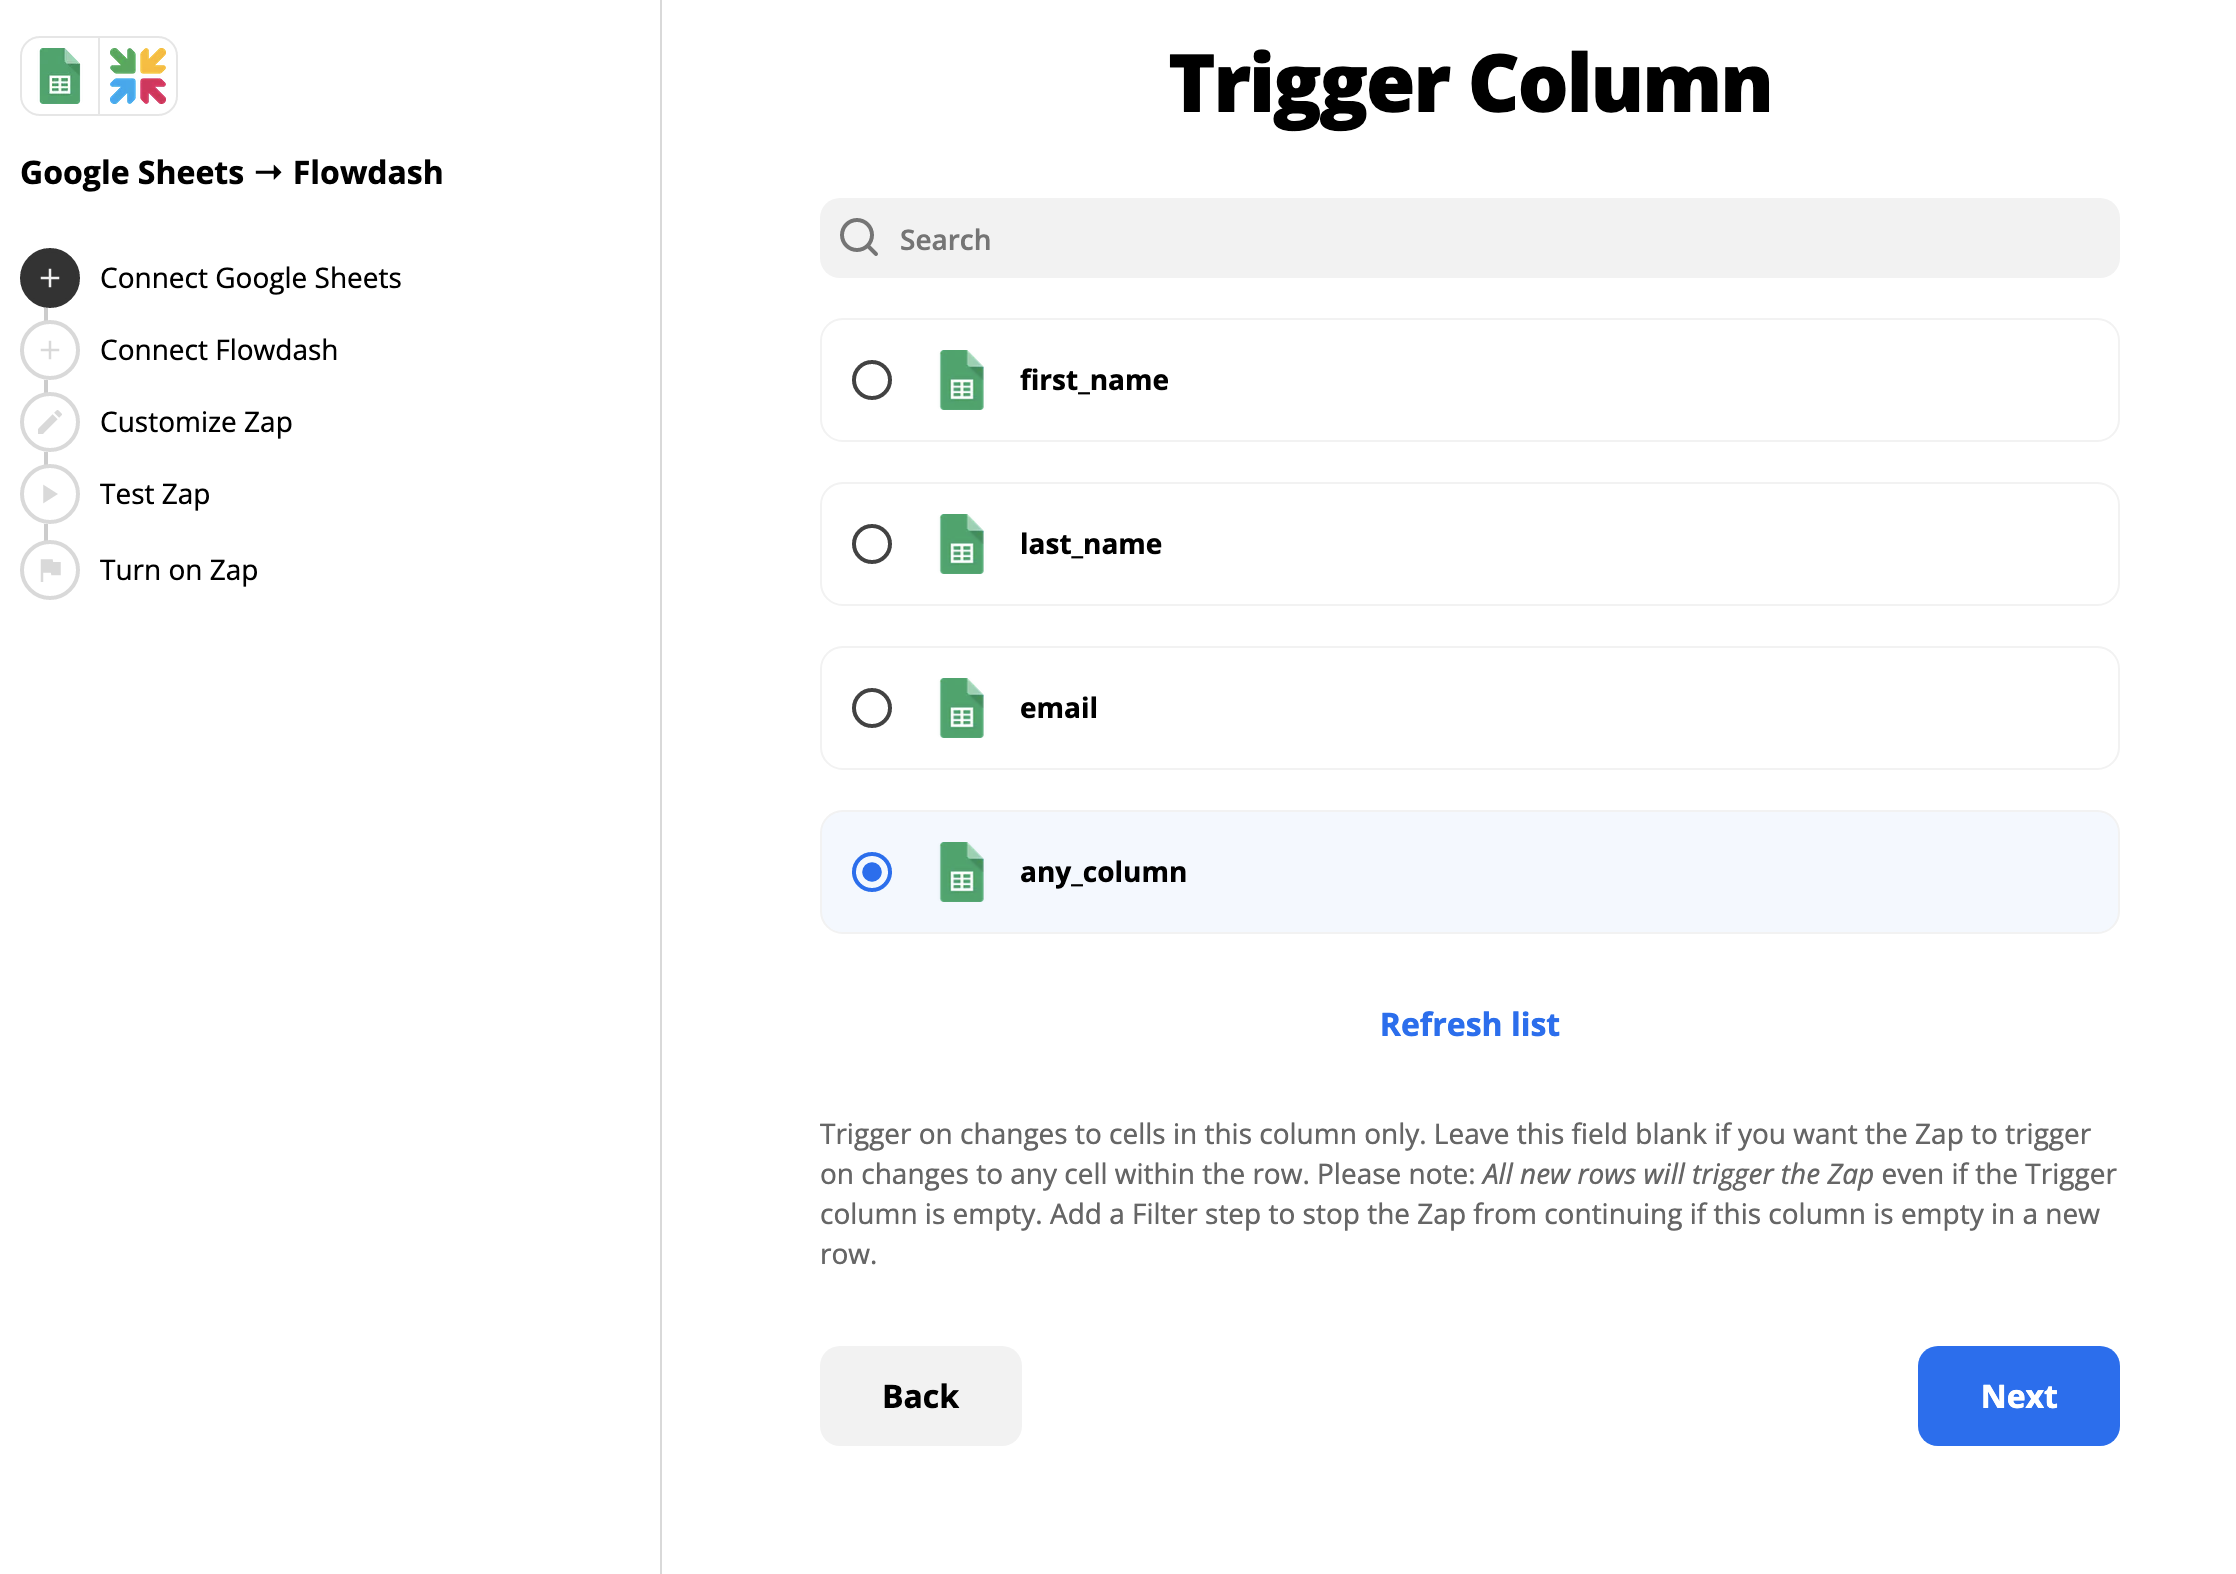 Google Sheets → Flowdash
Connect Google Sheets
Connect Flowdash
Customize Zap
Test Zap
Turn on Zap
Trigger Column
Search
first_name
last_name
email
any_column
Refresh list
Trigger on changes to cells in this column only. Leave this field blank if you want the Zap to trigger
on changes to any cell within the row. Please note: All new rows will trigger the Zap even if the Trigger
column is empty. Add a Filter step to stop the Zap from continuing if this column is empty in a new
row.
Back
Next